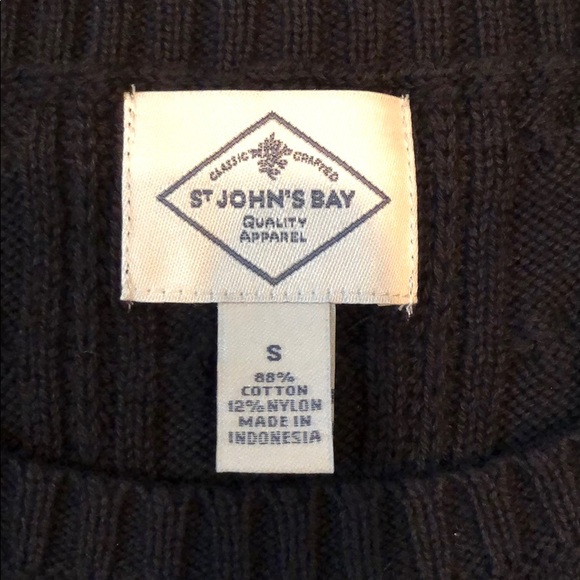 CLASSIC CRAFTED
ST JOHN'S BAY
QUALITY
APPAREL
S
88%
COTTON
12% NYLON
MADE IN
INDONESIA